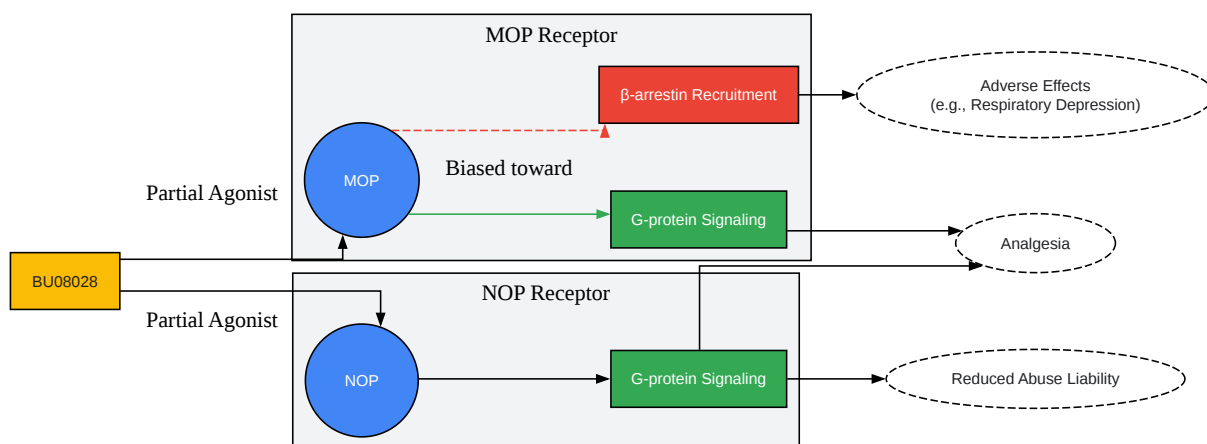 MOP Receptor
β-arrestin Recruitment
Adverse Effects
(e.g., Respiratory Depression)
MOP
Biased toward
Partial Agonist
G-protein Signaling
Analgesia
BU08028
NOP Receptor
Partial Agonist
NOP
G-protein Signaling
Reduced Abuse Liability